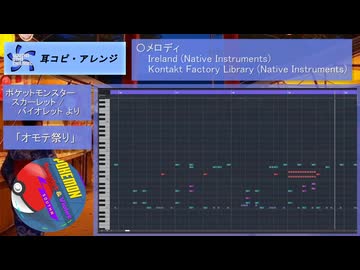 耳コピ・アレンジ
〇メロディ
Ireland (Native Instruments)
Kontakt Factory Library (Native Instruments)
ポケットモンスター
スカーレット /
バイオレット より
「オモテ祭り」
POKEMON